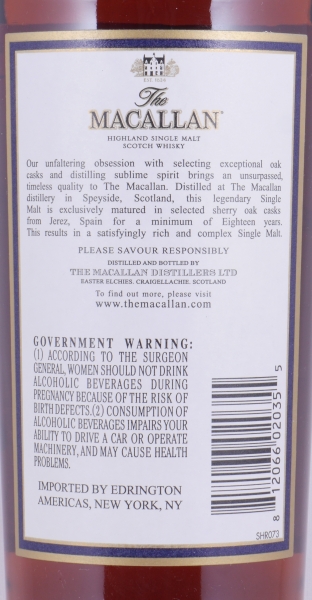 EST. 1824
The
MACALLAN
HIGHLAND SINGLE MALT
SCOTCH WHISKY
Our unfaltering obsession with selecting exceptional oak
casks and distilling sublime spirit brings an unsurpassed,
timeless quality to The Macallan. Distilled at The Macallan
distillery in Speyside, Scotland, this legendary Single
Malt is exclusively matured in selected sherry oak casks
from Jerez, Spain for a minimum of Eighteen years.
This results in a satisfyingly rich and complex Single Malt.
PLEASE SAVOUR RESPONSIBLY
DISTILLED AND BOTTLED BY
THE MACALLAN DISTILLERS LTD
EASTER ELCHIES, CRAIGELLACHIE, SCOTLAND
To find out more, please visit
www.themacallan.com
GOVERNMENT WARNING:
(1) ACCORDING TO THE SURGEON
GENERAL, WOMEN SHOULD NOT DRINK
ALCOHOLIC BEVERAGES DURING
PREGNANCY BECAUSE OF THE RISK OF
BIRTH DEFECTS.(2) CONSUMPTION OF
ALCOHOLIC BEVERAGES IMPAIRS YOUR
ABILITY TO DRIVE A CAR OR OPERATE
MACHINERY, AND MAY CAUSE HEALTH
PROBLEMS.
IMPORTED BY EDRINGTON
AMERICAS, NEW YORK, NY
8 12066 02035 5
SHR073